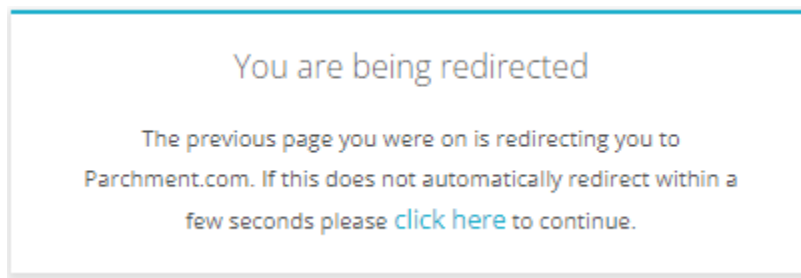 You are being redirected
The previous page you were on is redirecting you to
Parchment.com. If this does not automatically redirect within a
few seconds please click here to continue.